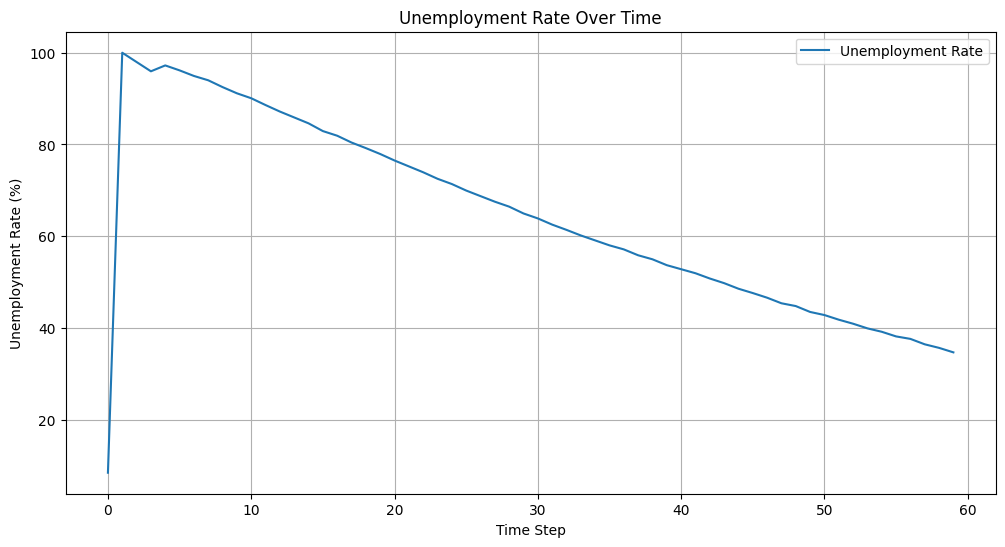 Unemployment Rate Over Time
Unemployment Rate
Unemployment Rate (%)
100
80
60
40
20
0 10 20 30 40 50 60
Time Step